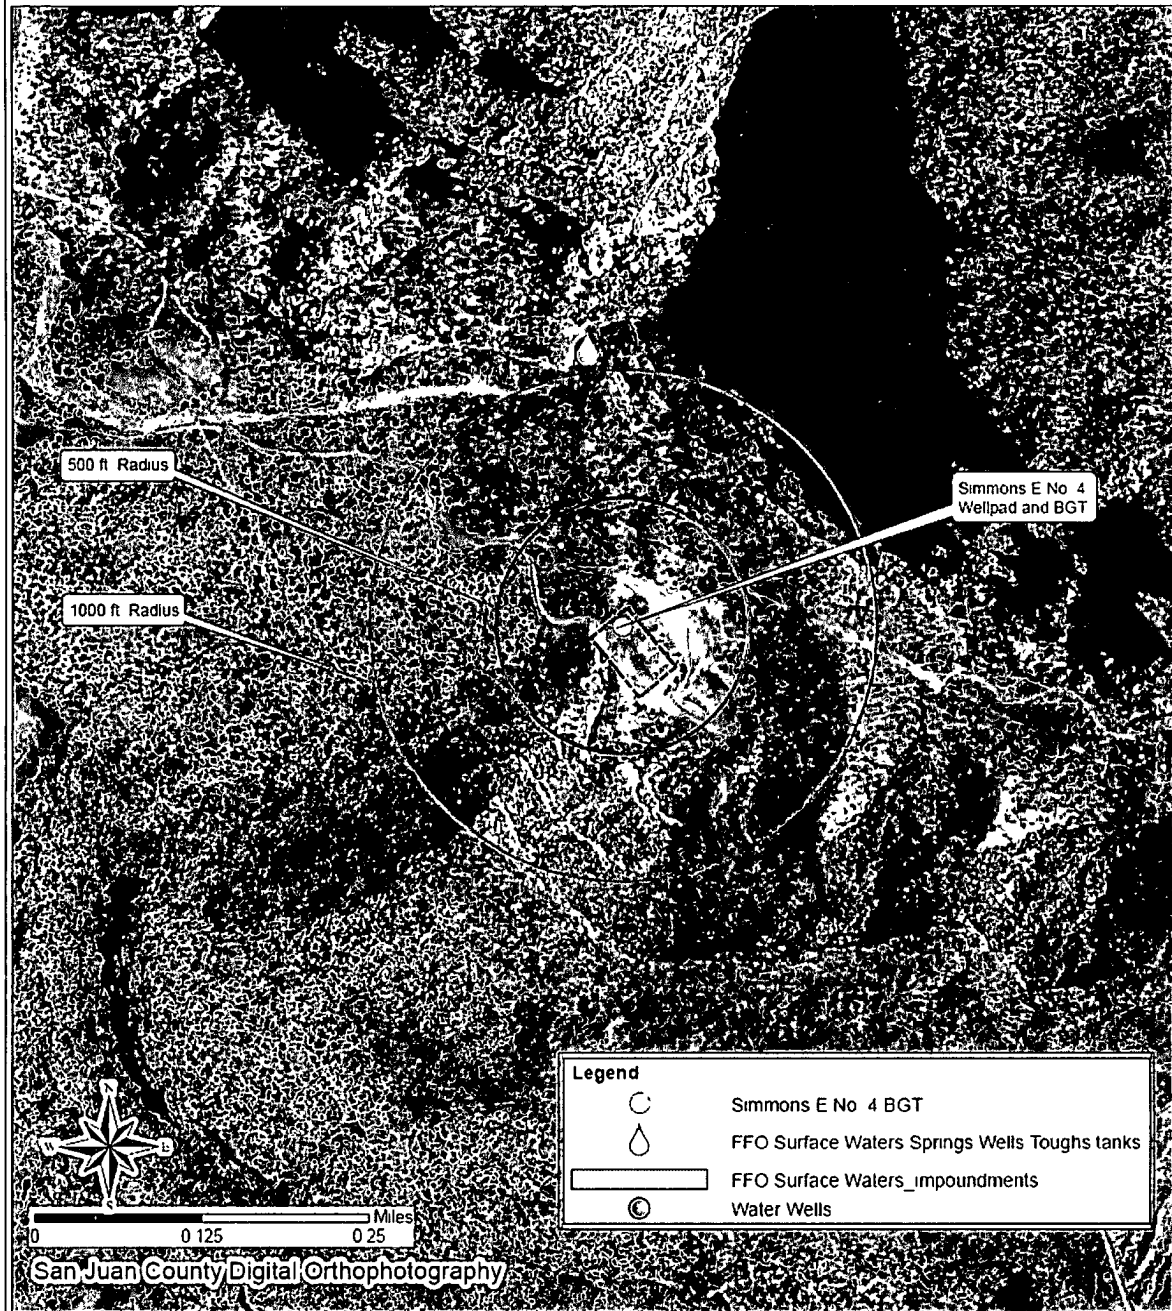 500 ft Radius
Simmons E No 4
Wellpad and BGT
1000 ft Radius
Legend
Simmons E No 4 BGT
FFO Surface Waters Springs Wells Toughs tanks
FFO Surface Waters_impoundments
Water Wells
N
W E
S
Miles
0 0 125 0 25
San Juan County Digital Orthophotography